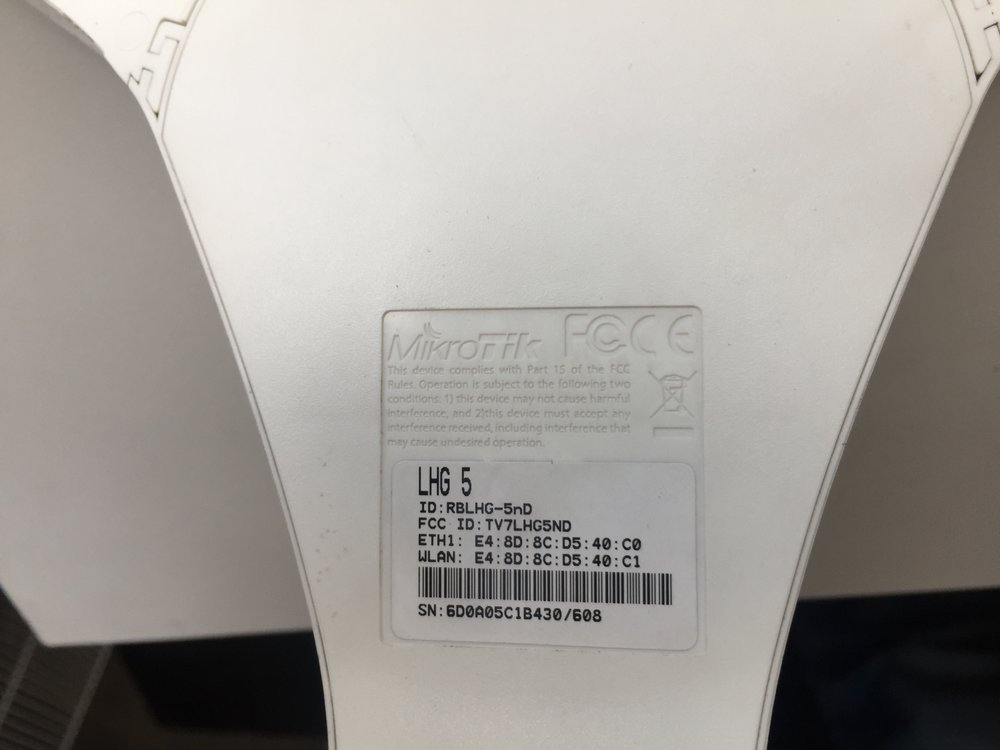 MikroTik FC CE
This device complies with Part 15 of the FCC
Rules. Operation is subject to the following two
conditions: 1) this device may not cause harmful
interference, and 2)this device must accept any
interference received, including interference that
may cause undesired operation.
LHG 5
ID:RBLHG-5nD
FCC ID:TV7LHG5ND
ETH1: E4:8D:8C:D5:40:C0
WLAN: E4:8D:8C:D5:40:C1
SN:6D0A05C1B430/608